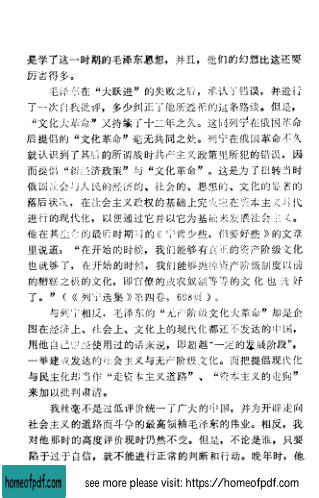 是学了这一时期的毛泽东思想，并且，他们的幻想比这还要
厉害得多。
毛泽东在“大跃进”的失败之后，承认了错误，并进行
了一次自我批评，多少纠正了他所遵循的这条路线。但是，
“文化大革命”又持续了十二年之久。这同列宁在俄国革命
后提倡的“文化革命”毫无共同之处。列宁在俄国革命不久
就认识到了其后的所谓战时共产主义政策里所犯的错误，因
而提倡“新经济政策”与“文化革命”。这是为了扭转当时
俄国社会与人民的经济的、社会的、思想的、文化的显著的
落后状况，在社会主义政权的基础上完成地在资本主义时代
进行的现代化，以便通过它并以它为基础来发展社会主义。
他在其生命的最后时期写的《宁肯少些，但要好些》的文章
里说道：“在开始的时候，我们能够有真正的资产阶级文化
也就够了，在开始的时候，我们能够抛掉资产阶级制度以前
的糟糕之极的文化，即官僚的或农奴制等等的文化也就好
了。”（《列宁选集》第四卷，698页）。
与列宁相反，毛泽东的“无产阶级文化大革命”却是企
图在经济上、社会上、文化上的现代化都还不发达的中国，
用他自己曾经使用过的话来说，即超越“一定的发展阶段”，
一举建成发达的社会主义与无产阶级文化。而把提倡现代化
与民主化却当作“走资本主义道路”、“资本主义的走狗”
来加以批判肃清。
我丝毫不是过低评价统一了广大的中国，并为开辟走向
社会主义的道路而斗争的最高领袖毛泽东的伟业。相反，我
对他那时的高度评价现时仍然不变。但是，不论是谁，只要
陷于过于自信，就不能进行正常的判断和行动。晚年时，他
homeofpdf.com
see more please visit: https://homeofpdf.com